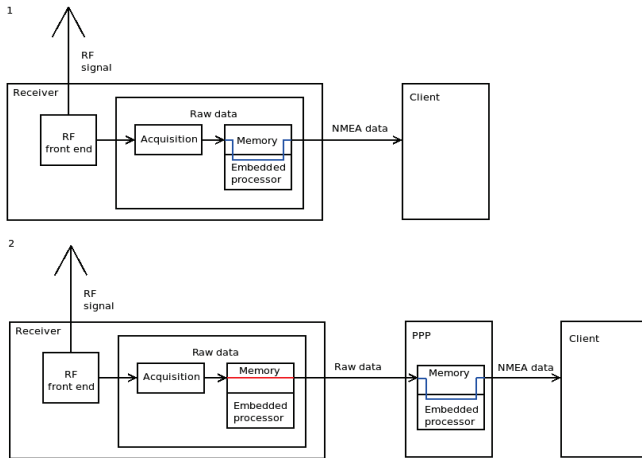 1
RF
signal
Receiver
Raw data
RF
front end
Acquisition
Memory
Embedded
processor
NMEA data
Client
2
RF
signal
Receiver
Raw data
RF
front end
Acquisition
Memory
Embedded
processor
Raw data
PPP
Memory
Embedded
processor
NMEA data
Client